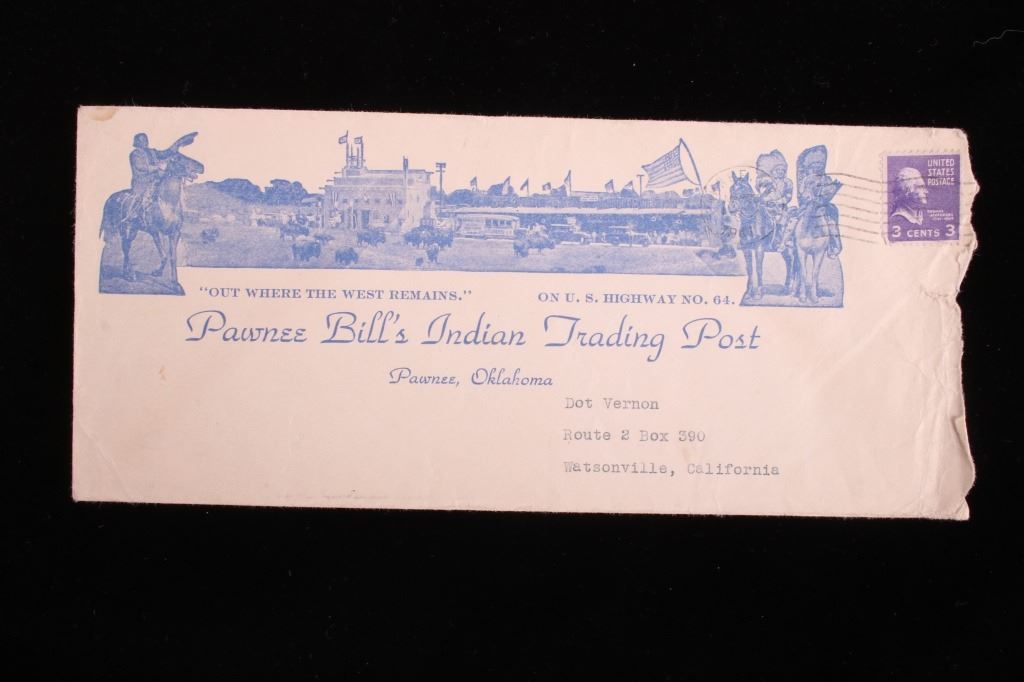 UNITED
STATES
POSTAGE
3 CENTS 3
"OUT WHERE THE WEST REMAINS." ON U. S. HIGHWAY NO. 64.
Pawnee Bill's Indian Trading Post
Pawnee, Oklahoma
Dot Vernon
Route 2 Box 390
Watsonville, California